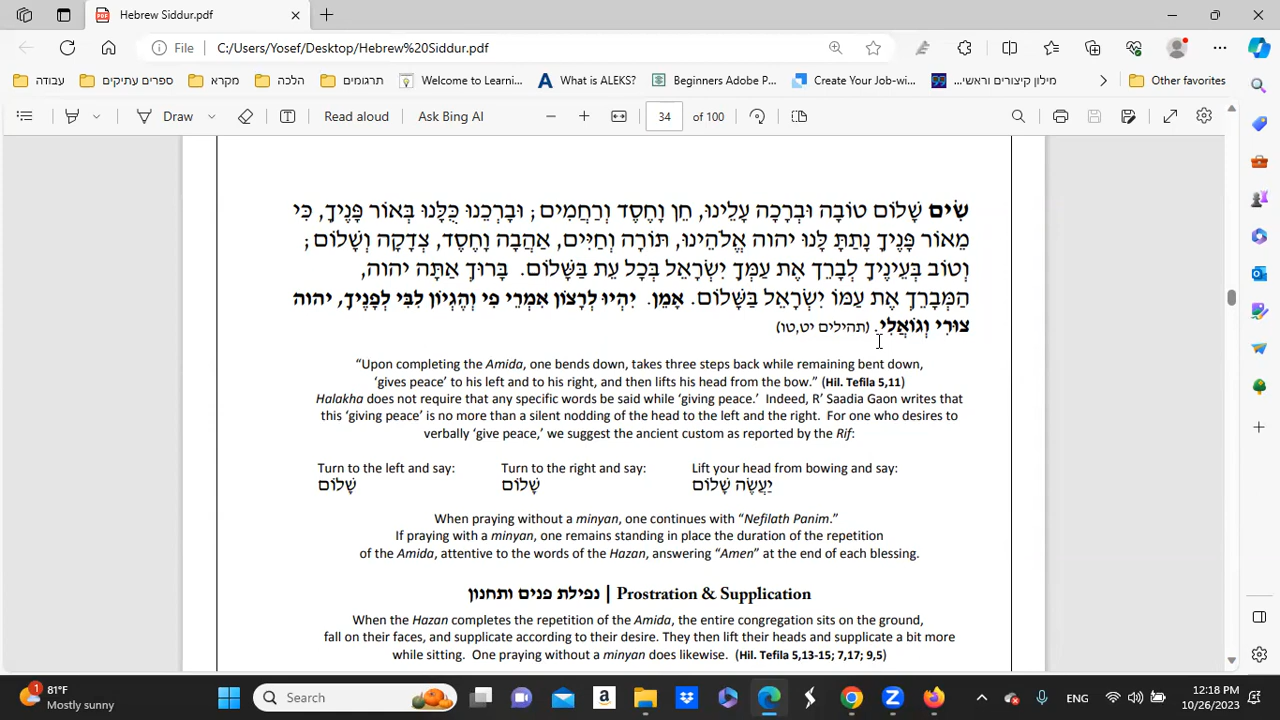 Hebrew Siddur.pdf
File C:/Users/Yosef/Desktop/Hebrew%20Siddur.pdf
עבודה ספרים עתיקים מקרא הלכה תרגומים Welcome to Learni... What is ALEKS? Beginners Adobe P... Create Your Job-wi... מילון קיצורים וראשי... Other favorites
Draw Read aloud Ask Bing AI 34 of 100
שִׂים שָׁלוֹם טוֹבָה וּבְרָכָה עָלֵינוּ, חֵן וָחֶסֶד וְרַחֲמִים; וּבָרְכֵנוּ כֻּלָּנוּ בְּאוֹר פָּנֶיךָ, כִּי
מֵאוֹר פָּנֶיךָ נָתַתָּ לָּנוּ יהוה אֱלֹהֵינוּ, תּוֹרָה וְחַיִּים, אַהֲבָה וָחֶסֶד, צְדָקָה וְשָׁלוֹם;
וְטוֹב בְּעֵינֶיךָ לְבָרֵךְ אֶת עַמְּךָ יִשְׂרָאֵל בְּכָל עֵת בַּשָּׁלוֹם. בָּרוּךְ אַתָּה יהוה,
הַמְּבָרֵךְ אֶת עַמּוֹ יִשְׂרָאֵל בַּשָּׁלוֹם. אָמֵן. יִהְיוּ לְרָצוֹן אִמְרֵי פִי וְהֶגְיוֹן לִבִּי לְפָנֶיךָ, יהוה
צוּרִי וְגוֹאֲלִי. (תהילים יט,טו)
“Upon completing the Amida, one bends down, takes three steps back while remaining bent down,
‘gives peace’ to his left and to his right, and then lifts his head from the bow.” (Hil. Tefila 5,11)
Halakha does not require that any specific words be said while ‘giving peace.’ Indeed, R’ Saadia Gaon writes that
this ‘giving peace’ is no more than a silent nodding of the head to the left and the right. For one who desires to
verbally ‘give peace,’ we suggest the ancient custom as reported by the Rif:
Turn to the left and say: Turn to the right and say: Lift your head from bowing and say:
שָׁלוֹם שָׁלוֹם יַעֲשֶׂה שָׁלוֹם
When praying without a minyan, one continues with “Nefilath Panim.”
If praying with a minyan, one remains standing in place the duration of the repetition
of the Amida, attentive to the words of the Hazan, answering “Amen” at the end of each blessing.
נפילת פנים ותחנון | Prostration & Supplication
When the Hazan completes the repetition of the Amida, the entire congregation sits on the ground,
fall on their faces, and supplicate according to their desire. They then lift their heads and supplicate a bit more
while sitting. One praying without a minyan does likewise. (Hil. Tefila 5,13-15; 7,17; 9,5)
1 81°F Search ENG 12:18 PM
Mostly sunny 10/26/2023